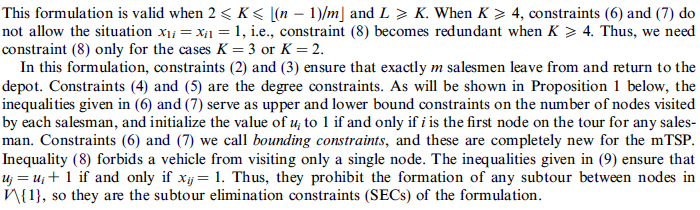 This formulation is valid when 2 ⩽ K ⩽ ⌊(n − 1)/m⌋ and L ⩾ K. When K ⩾ 4, constraints (6) and (7) do
not allow the situation x₁ᵢ = xᵢ₁ = 1, i.e., constraint (8) becomes redundant when K ⩾ 4. Thus, we need
constraint (8) only for the cases K = 3 or K = 2.
In this formulation, constraints (2) and (3) ensure that exactly m salesmen leave from and return to the
depot. Constraints (4) and (5) are the degree constraints. As will be shown in Proposition 1 below, the
inequalities given in (6) and (7) serve as upper and lower bound constraints on the number of nodes visited
by each salesman, and initialize the value of uᵢ to 1 if and only if i is the first node on the tour for any sales-
man. Constraints (6) and (7) we call bounding constraints, and these are completely new for the mTSP.
Inequality (8) forbids a vehicle from visiting only a single node. The inequalities given in (9) ensure that
uⱼ = uᵢ + 1 if and only if xᵢⱼ = 1. Thus, they prohibit the formation of any subtour between nodes in
V\{1}, so they are the subtour elimination constraints (SECs) of the formulation.